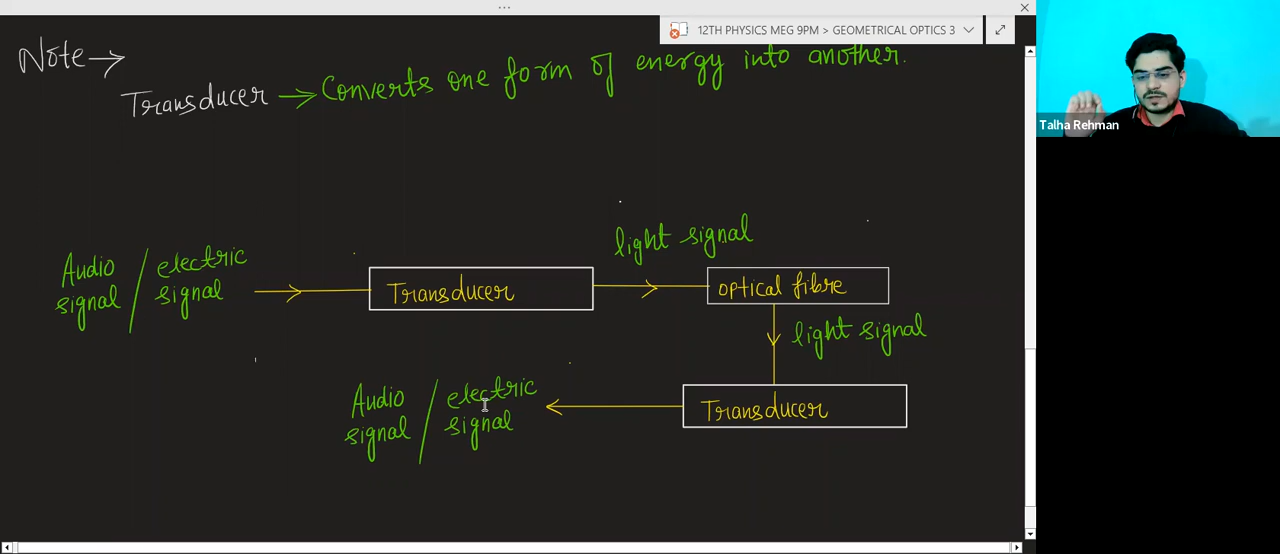 12TH PHYSICS MEG 9PM > GEOMETRICAL OPTICS 3
Note →
Transducer → Converts one form of energy into another.
Talha Rehman
light signal
Audio signal / electric signal
Transducer
optical fibre
light signal
Audio signal / electric signal
Transducer